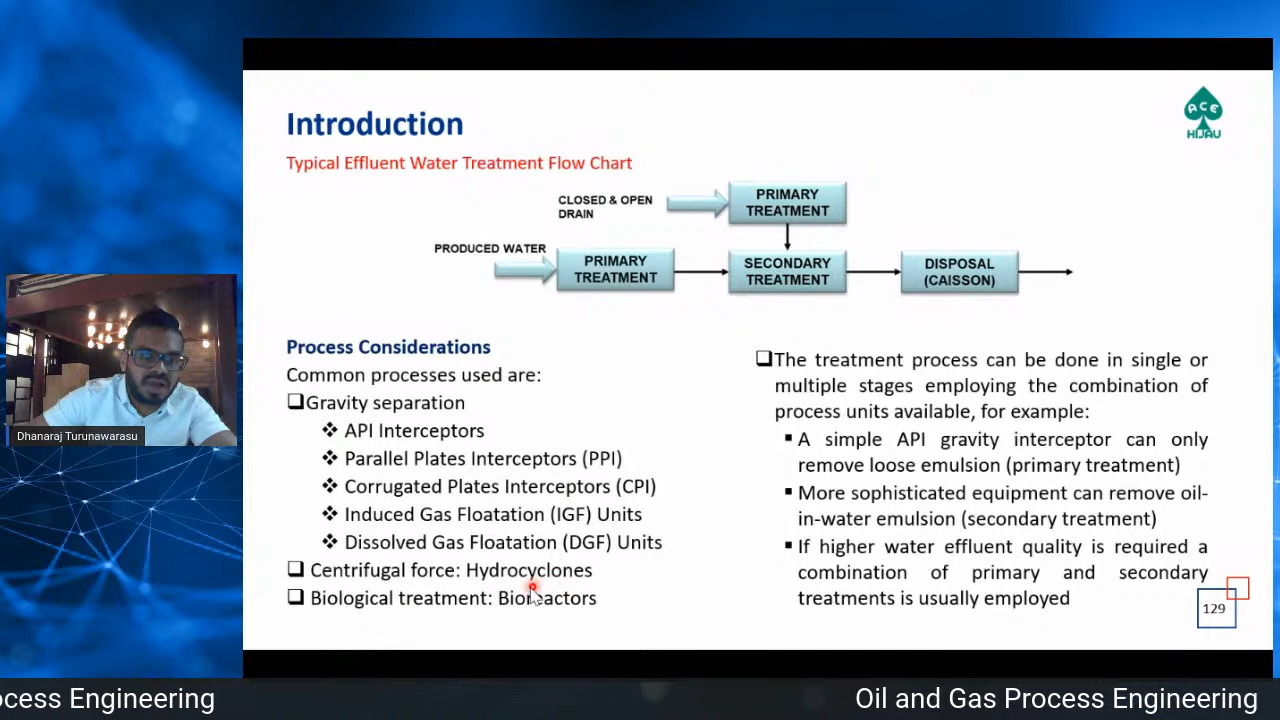 ACE
HIJAU
Introduction
Typical Effluent Water Treatment Flow Chart
CLOSED & OPEN
DRAIN
PRIMARY
TREATMENT
PRODUCED WATER
PRIMARY
TREATMENT
SECONDARY
TREATMENT
DISPOSAL
(CAISSON)
Process Considerations
Common processes used are:
Gravity separation
API Interceptors
Parallel Plates Interceptors (PPI)
Corrugated Plates Interceptors (CPI)
Induced Gas Floatation (IGF) Units
Dissolved Gas Floatation (DGF) Units
Centrifugal force: Hydrocyclones
Biological treatment: Bioreactors
The treatment process can be done in single or
multiple stages employing the combination of
process units available, for example:
A simple API gravity interceptor can only
remove loose emulsion (primary treatment)
More sophisticated equipment can remove oil-
in-water emulsion (secondary treatment)
If higher water effluent quality is required a
combination of primary and secondary
treatments is usually employed
129
Dhanaraj Turunawarasu
ocess Engineering
Oil and Gas Process Engineering